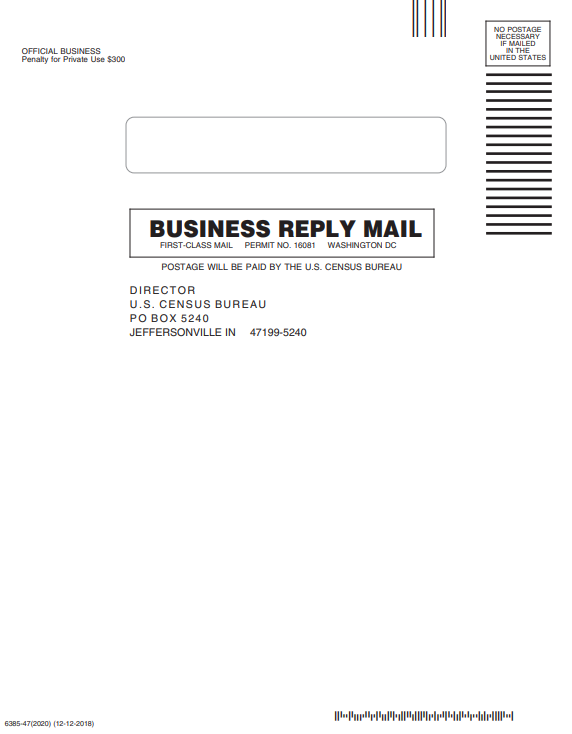 NO POSTAGE
NECESSARY
IF MAILED
IN THE
UNITED STATES
OFFICIAL BUSINESS
Penalty for Private Use $300
BUSINESS REPLY MAIL
FIRST-CLASS MAIL PERMIT NO. 16081 WASHINGTON DC
POSTAGE WILL BE PAID BY THE U.S. CENSUS BUREAU
DIRECTOR
U.S. CENSUS BUREAU
PO BOX 5240
JEFFERSONVILLE IN 47199-5240
6385-47(2020) (12-12-2018)